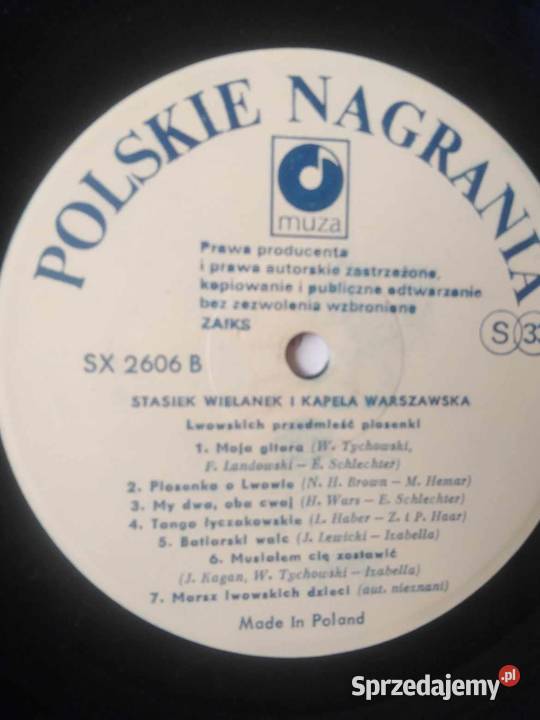 POLSKIE NAGRANIA
muza
Prawa producenta
i prawa autorskie zastrzeżone,
kopiowanie i publiczne odtwarzanie
bez zezwolenia wzbronione
ZAIKS
S 33
SX 2606 B
STASIEK WIELANEK I KAPELA WARSZAWSKA
Lwowskich przedmieść piosenki
1. Moja gitara (W. Tychowski,
F. Landowski – E. Schlechter)
2. Piosenka o Lwowie (N. H. Brown – M. Hemar)
3. My dwa, oba cwaj (H. Wars – E. Schlechter)
4. Tango łyczakowskie (L. Haber – Z. i P. Haar)
5. Batiarski walc (J. Lewicki – Izabella)
6. Musiałem cię zostawić
(J. Kagan, W. Tychowski – Izabella)
7. Marsz lwowskich dzieci (aut. nieznani)
Made In Poland
Sprzedajemy.pl